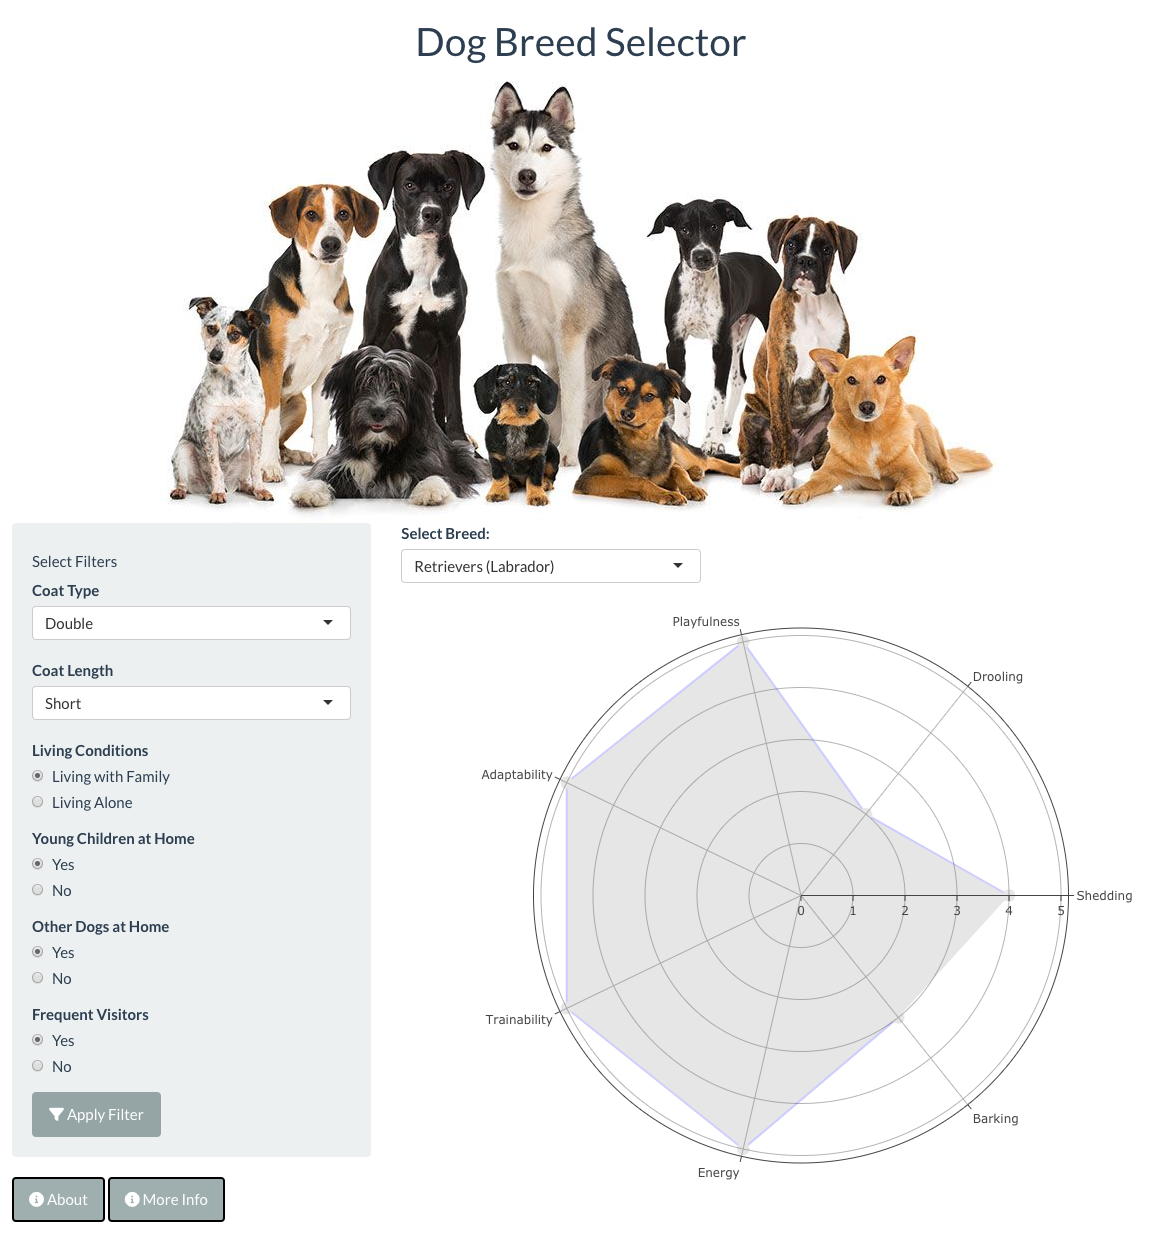 Dog Breed Selector
Select Filters
Coat Type
Double
Coat Length
Short
Living Conditions
Living with Family
Living Alone
Young Children at Home
Yes
No
Other Dogs at Home
Yes
No
Frequent Visitors
Yes
No
Apply Filter
About
More Info
Select Breed:
Retrievers (Labrador)
Playfulness
Drooling
Adaptability
Shedding
0 1 2 3 4 5
Trainability
Barking
Energy